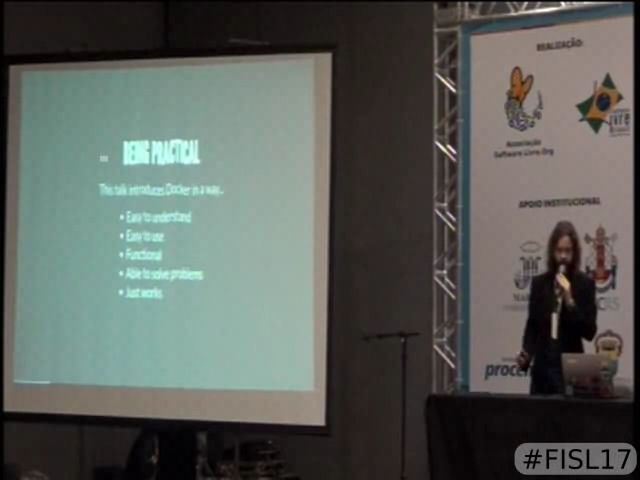 BEING PRACTICAL
This talk introduces Docker in a way...
• Easy to understand
• Easy to use
• Functional
• Able to solve problems
• Just works
REALIZAÇÃO:
Associação
Software Livre.Org
APOIO INSTITUCIONAL
#FISL17